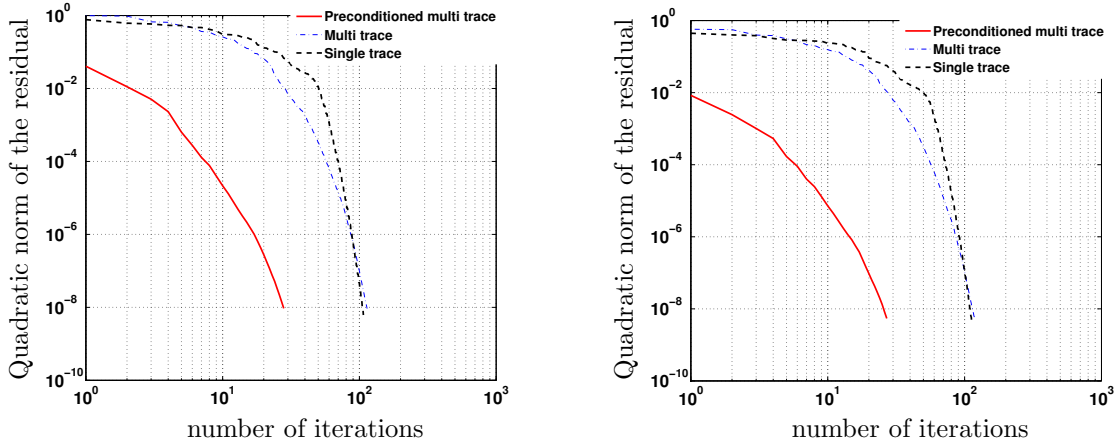 Quadratic norm of the residual
10^0
10^-2
10^-4
10^-6
10^-8
10^-10
Preconditioned multi trace
Multi trace
Single trace
10^0
10^1
10^2
10^3
number of iterations
Quadratic norm of the residual
10^0
10^-2
10^-4
10^-6
10^-8
10^-10
Preconditioned multi trace
Multi trace
Single trace
10^0
10^1
10^2
10^3
number of iterations